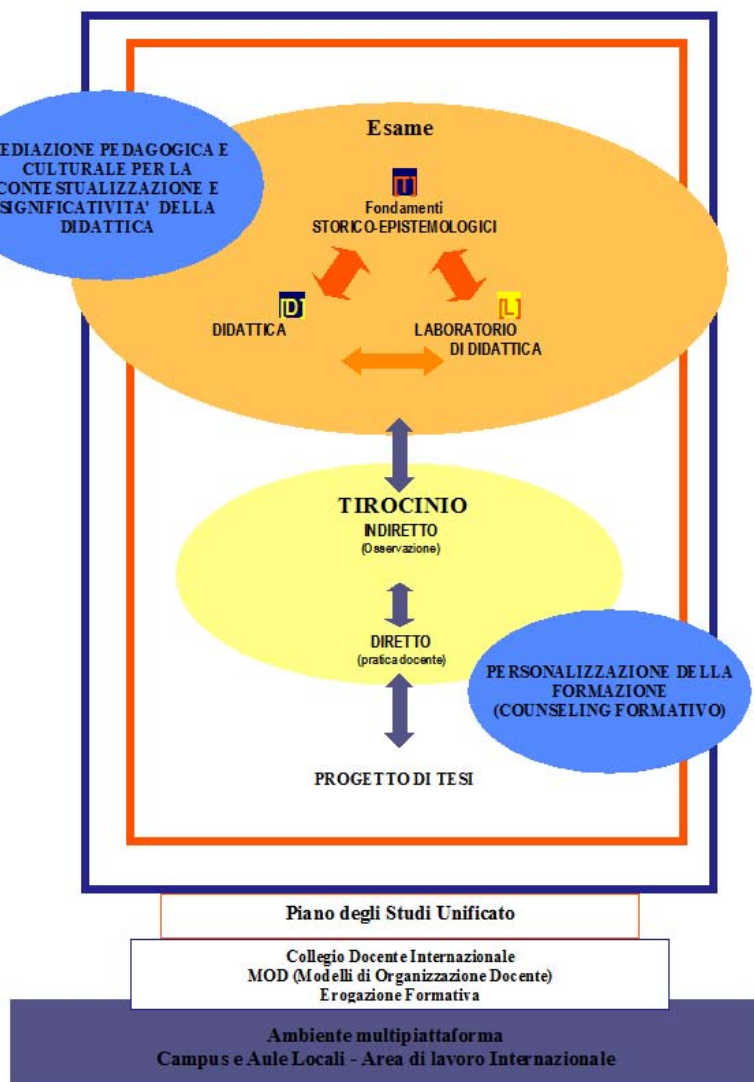 Esame
EDIAZIONE PEDAGOGICA E
CULTURALE PER LA
CONTESTUALIZZAZIONE E
SIGNIFICATIVITA' DELLA
DIDATTICA
[T]
Fondamenti
STORICO-EPISTEMOLOGICI
[D]
DIDATTICA
[L]
LABORATORIO
DI DIDATTICA
TIROCINIO
INDIRETTO
(Osservazione)
DIRETTO
(pratica docente)
PERSONALIZZAZIONE DELLA
FORMAZIONE
(COUNSELING FORMATIVO)
PROGETTO DI TESI
Piano degli Studi Unificato
Collegio Docente Internazionale
MOD (Modelli di Organizzazione Docente)
Erogazione Formativa
Ambiente multipiattaforma
Campus e Aule Locali - Area di lavoro Internazionale